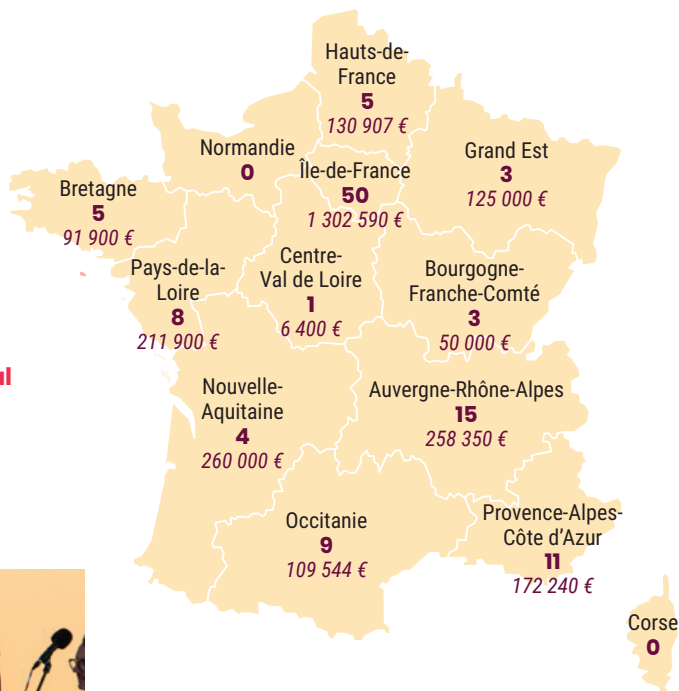 Hauts-de-
France
5
130 907 €
Normandie
0
Île-de-France
50
1 302 590 €
Grand Est
3
125 000 €
Bretagne
5
91 900 €
Pays-de-la-
Loire
8
211 900 €
Centre-
Val de Loire
1
6 400 €
Bourgogne-
Franche-Comté
3
50 000 €
Nouvelle-
Aquitaine
4
260 000 €
Auvergne-Rhône-Alpes
15
258 350 €
Occitanie
9
109 544 €
Provence-Alpes-
Côte d'Azur
11
172 240 €
Corse
0